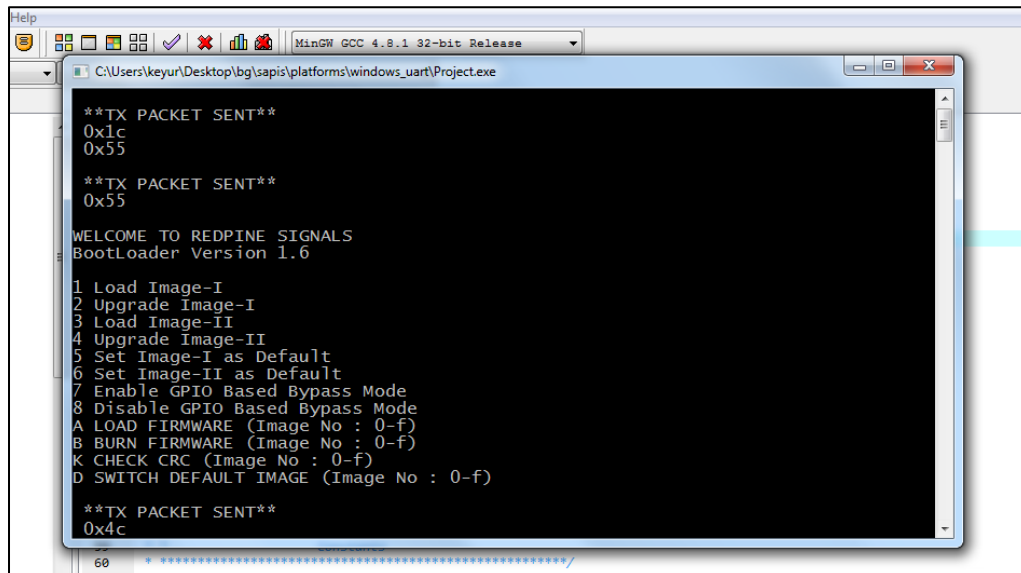 Help
MinGW GCC 4.8.1 32-bit Release
C:\Users\keyur\Desktop\bg\sapis\platforms\windows_uart\Project.exe
**TX PACKET SENT**
0x1c
0x55
**TX PACKET SENT**
0x55
WELCOME TO REDPINE SIGNALS
BootLoader Version 1.6
1 Load Image-I
2 Upgrade Image-I
3 Load Image-II
4 Upgrade Image-II
5 Set Image-I as Default
6 Set Image-II as Default
7 Enable GPIO Based Bypass Mode
8 Disable GPIO Based Bypass Mode
A LOAD FIRMWARE (Image No : 0-f)
B BURN FIRMWARE (Image No : 0-f)
K CHECK CRC (Image No : 0-f)
D SWITCH DEFAULT IMAGE (Image No : 0-f)
**TX PACKET SENT**
0x4c
60 * *******************************************************/